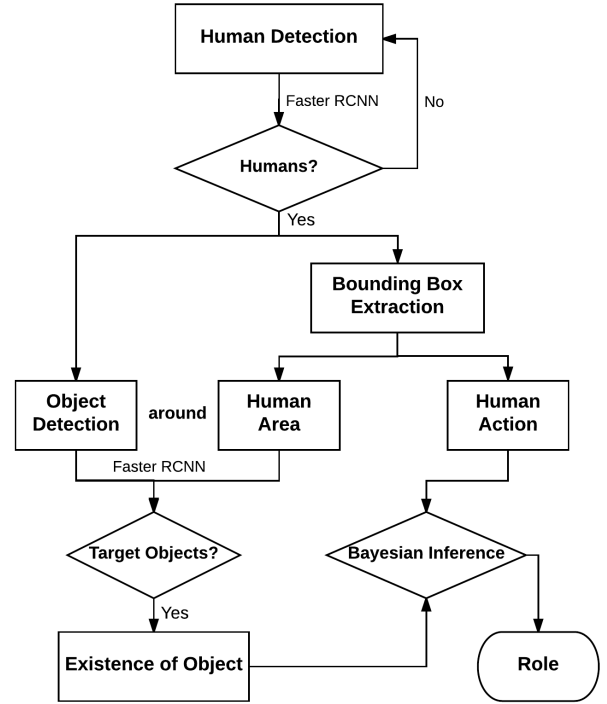 Human Detection
Faster RCNN
No
Humans?
Yes
Bounding Box
Extraction
Object
Detection
around
Human
Area
Human
Action
Faster RCNN
Target Objects?
Bayesian Inference
Yes
Existence of Object
Role